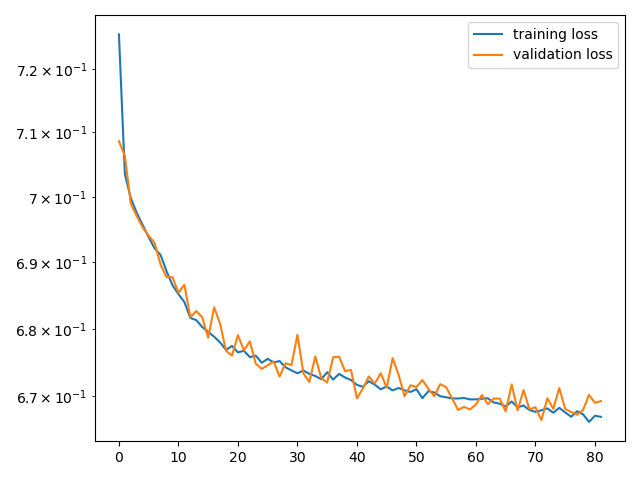 training loss
validation loss
7.2 × 10⁻¹
7.1 × 10⁻¹
7 × 10⁻¹
6.9 × 10⁻¹
6.8 × 10⁻¹
6.7 × 10⁻¹
0 10 20 30 40 50 60 70 80